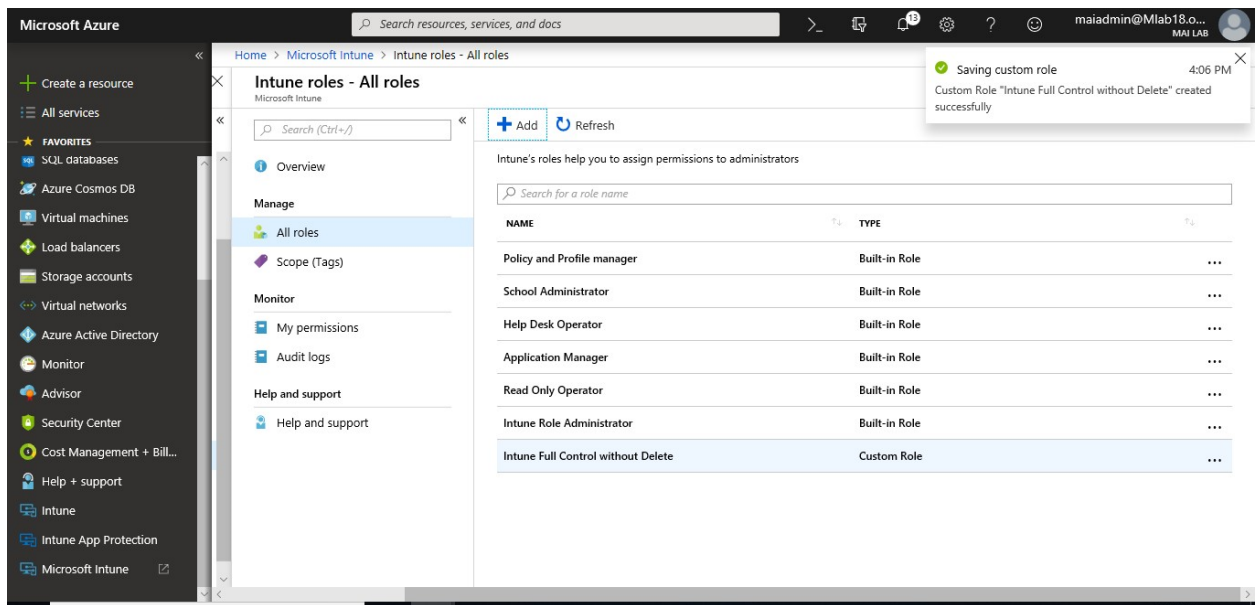 Microsoft Azure
Search resources, services, and docs
13
maiadmin@Mlab18.o...
MAI LAB
Create a resource
All services
FAVORITES
SQL databases
Azure Cosmos DB
Virtual machines
Load balancers
Storage accounts
Virtual networks
Azure Active Directory
Monitor
Advisor
Security Center
Cost Management + Bill...
Help + support
Intune
Intune App Protection
Microsoft Intune
Home > Microsoft Intune > Intune roles - All roles
Intune roles - All roles
Microsoft Intune
Search (Ctrl+/)
Overview
Manage
All roles
Scope (Tags)
Monitor
My permissions
Audit logs
Help and support
Help and support
Add Refresh
Intune's roles help you to assign permissions to administrators
Search for a role name
NAME TYPE
Policy and Profile manager Built-in Role ...
School Administrator Built-in Role ...
Help Desk Operator Built-in Role ...
Application Manager Built-in Role ...
Read Only Operator Built-in Role ...
Intune Role Administrator Built-in Role ...
Intune Full Control without Delete Custom Role ...
Saving custom role 4:06 PM
Custom Role "Intune Full Control without Delete" created
successfully